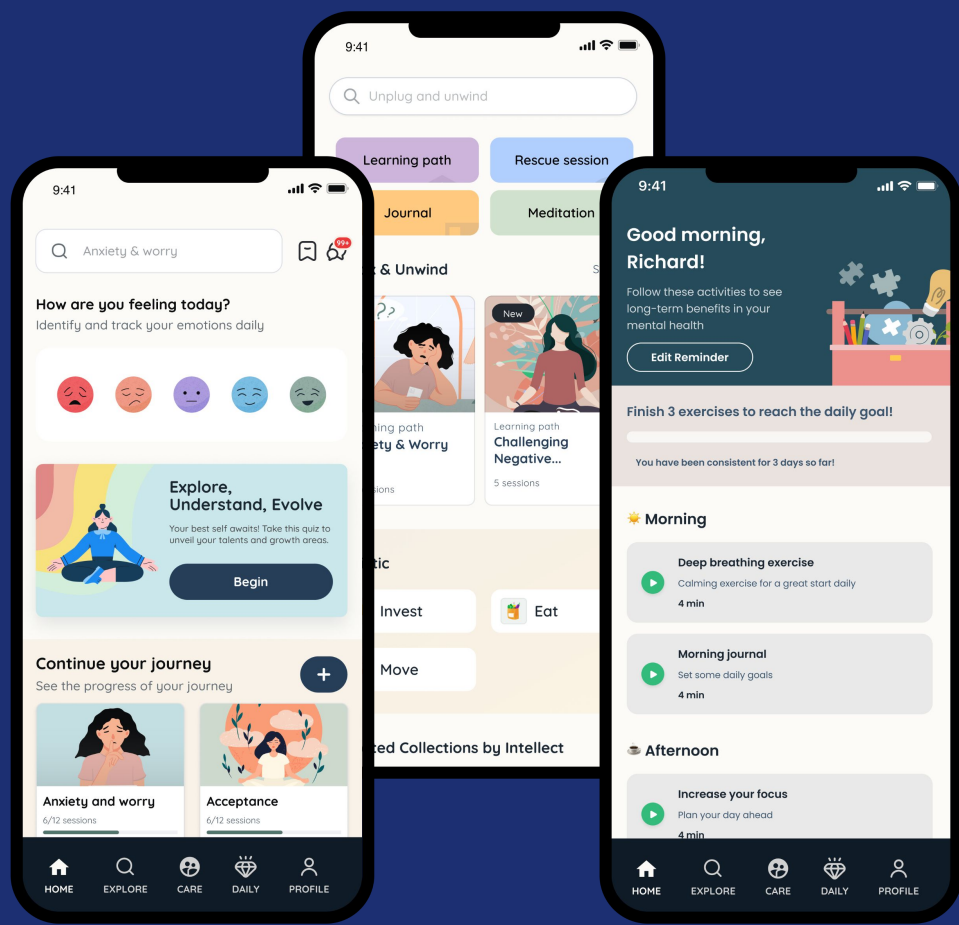 9:41
Anxiety & worry
99+
How are you feeling today?
Identify and track your emotions daily
Explore,
Understand, Evolve
Your best self awaits! Take this quiz to
unveil your talents and growth areas.
Begin
Continue your journey
See the progress of your journey
+
Anxiety and worry
6/12 sessions
Acceptance
6/12 sessions
HOME EXPLORE CARE DAILY PROFILE
9:41
Unplug and unwind
Learning path
Rescue session
Journal
Meditation
& Unwind
S
??
New
path
& Worry
Learning path
Challenging
Negative...
5 sessions
Invest
Eat
Move
Collections by Intellect
9:41
Good morning,
Richard!
Follow these activities to see
long-term benefits in your
mental health
Edit Reminder
Finish 3 exercises to reach the daily goal!
You have been consistent for 3 days so far!
Morning
Deep breathing exercise
Calming exercise for a great start daily
4 min
Morning journal
Set some daily goals
4 min
Afternoon
Increase your focus
Plan your day ahead
4 min
HOME EXPLORE CARE DAILY PROFILE